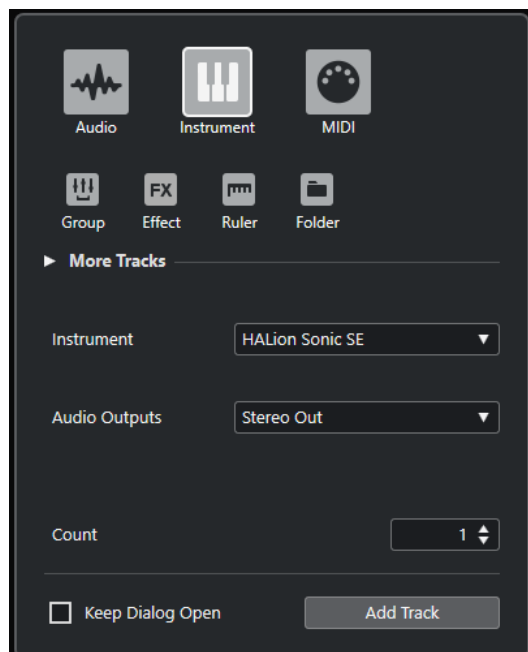 Audio Instrument MIDI
FX
Group Effect Ruler Folder
More Tracks
Instrument HALion Sonic SE
Audio Outputs Stereo Out
Count 1
Keep Dialog Open Add Track